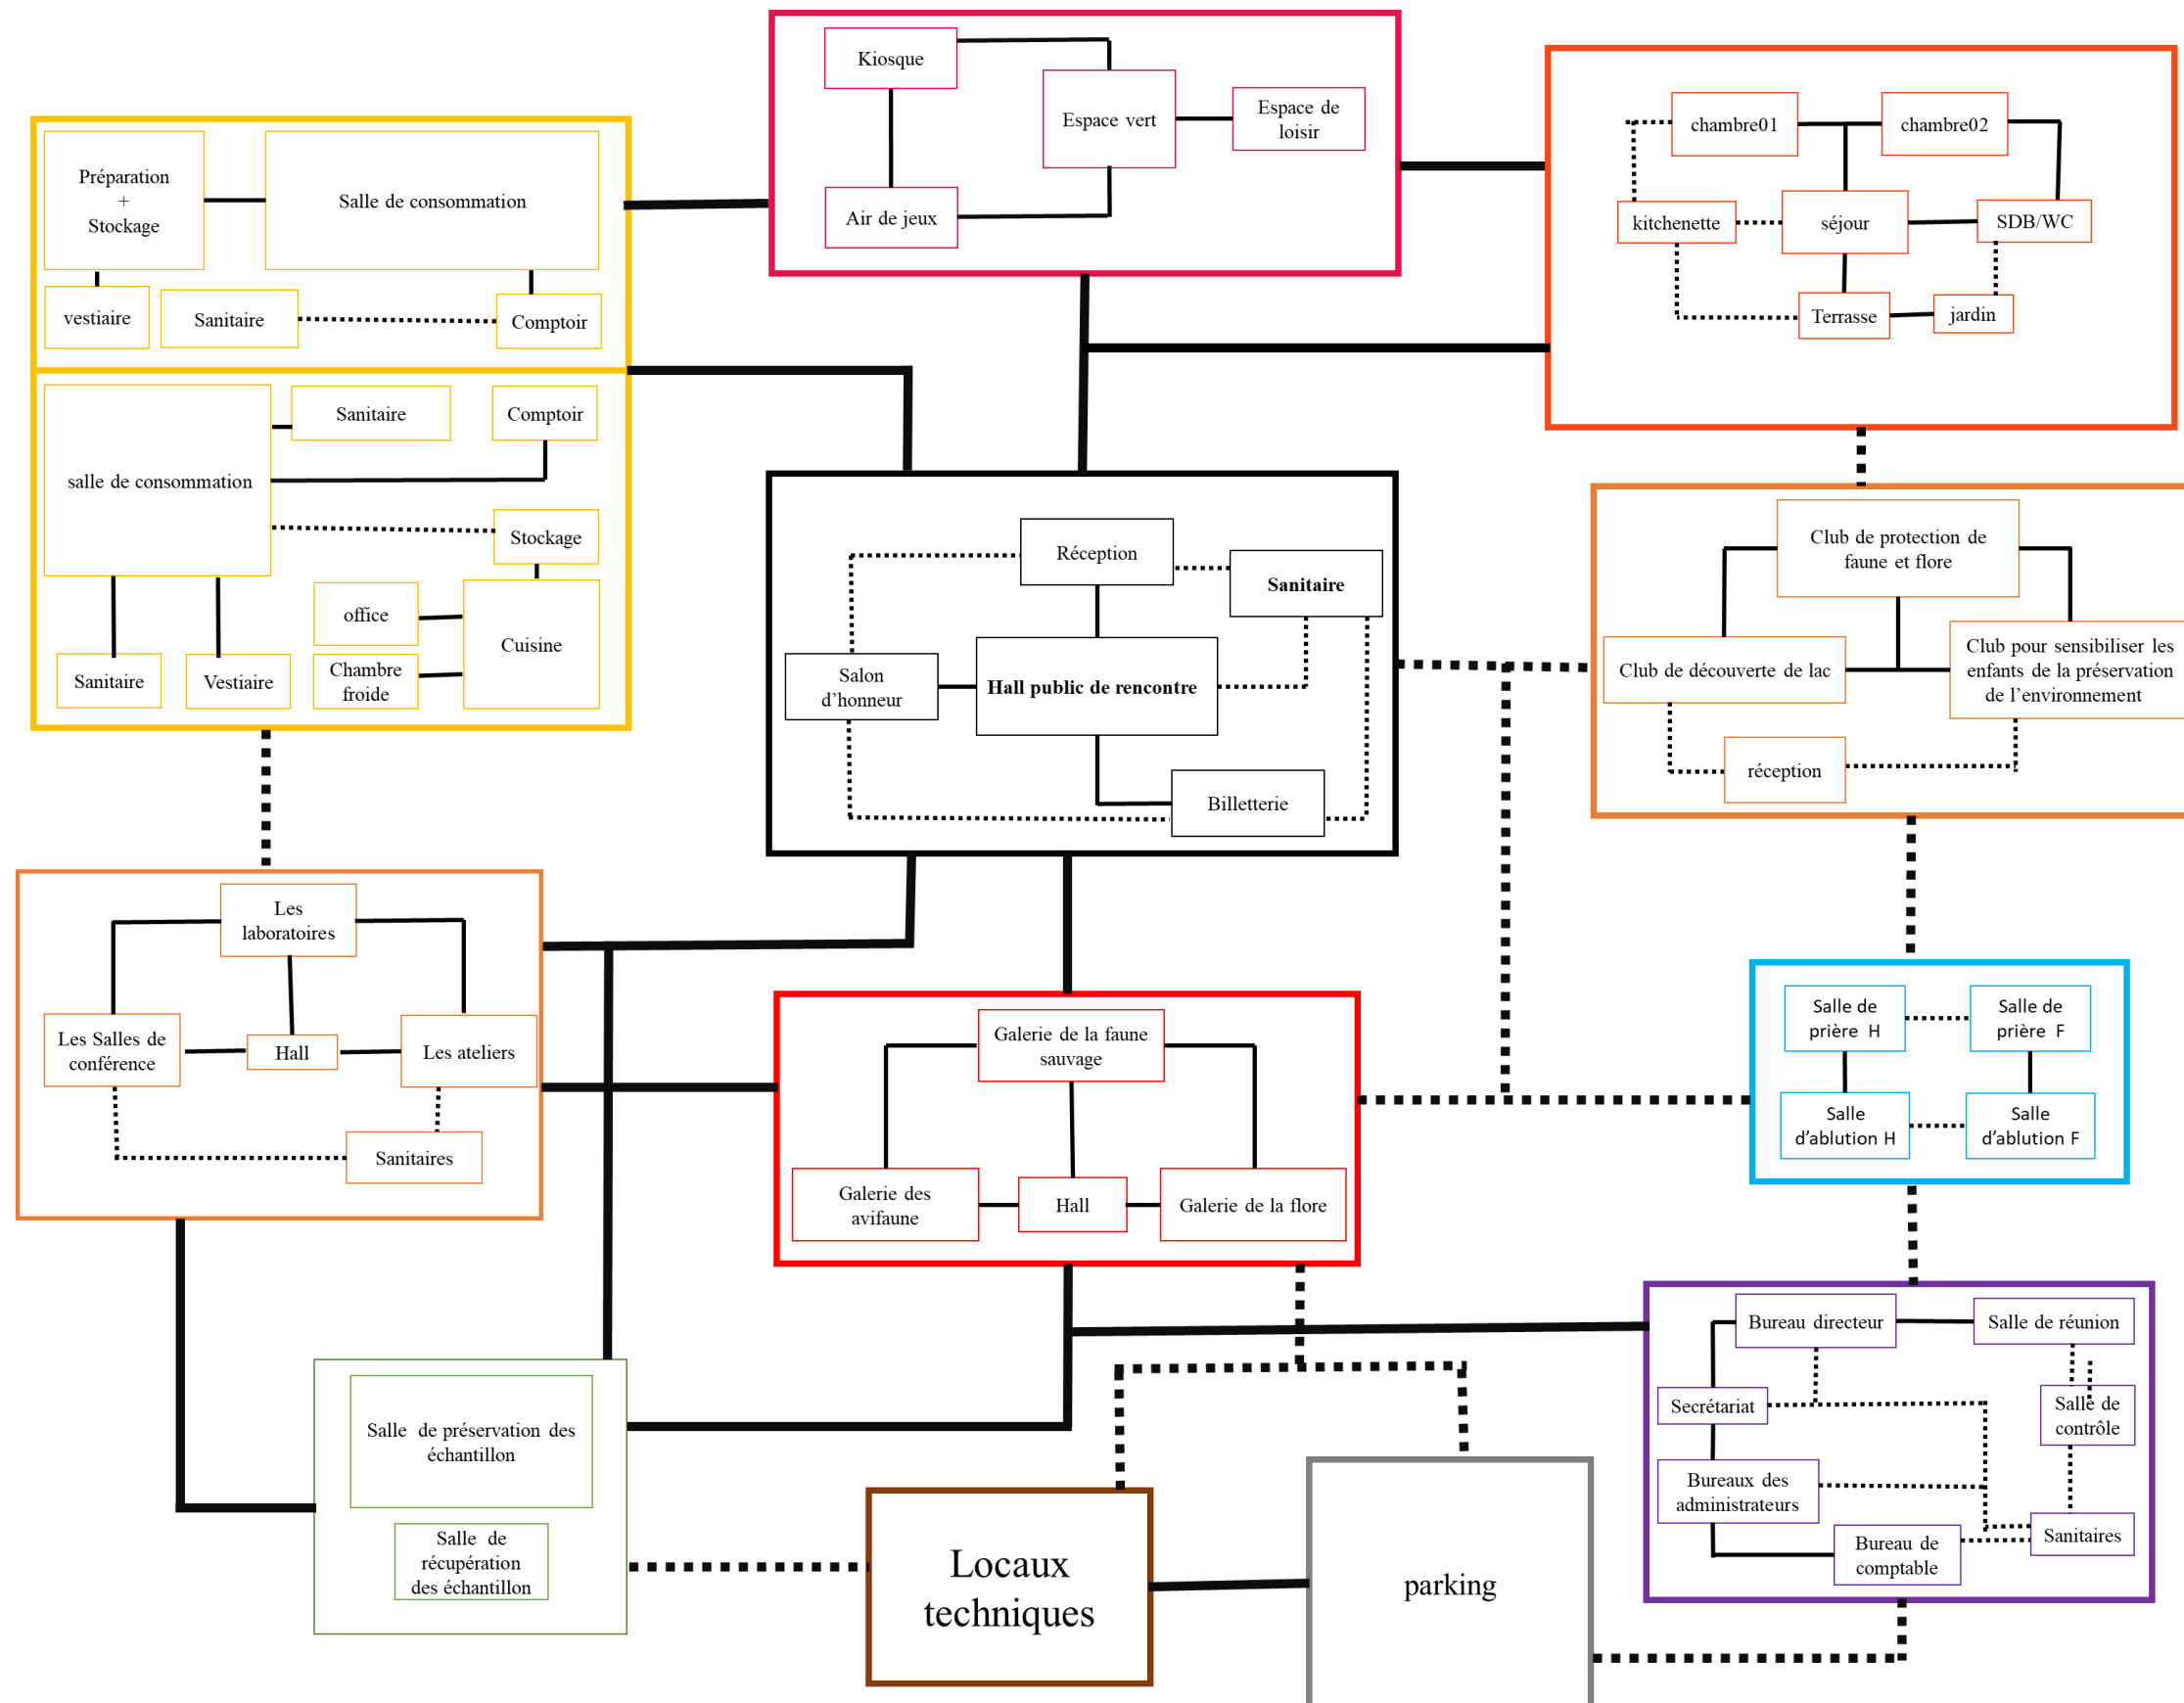 Kiosque
Espace vert
Espace de
loisir
Air de jeux
Préparation
+
Stockage
Salle de consommation
vestiaire
Sanitaire
Comptoir
chambre01
chambre02
kitchenette
séjour
SDB/WC
Terrasse
jardin
salle de consommation
Sanitaire
Comptoir
Stockage
office
Cuisine
Chambre
froide
Sanitaire
Vestiaire
Réception
Sanitaire
Salon
d’honneur
Hall public de rencontre
Billetterie
Club de protection de
faune et flore
Club de découverte de lac
Club pour sensibiliser les
enfants de la préservation
de l’environnement
réception
Les
laboratoires
Les Salles de
conférence
Hall
Les ateliers
Sanitaires
Galerie de la faune
sauvage
Galerie des
avifaune
Hall
Galerie de la flore
Salle de
prière H
Salle de
prière F
Salle
d’ablution H
Salle
d’ablution F
Bureau directeur
Salle de réunion
Secrétariat
Salle de
contrôle
Bureaux des
administrateurs
Bureau de
comptable
Sanitaires
Salle de préservation des
échantillon
Salle de
récupération
des échantillon
Locaux
techniques
parking